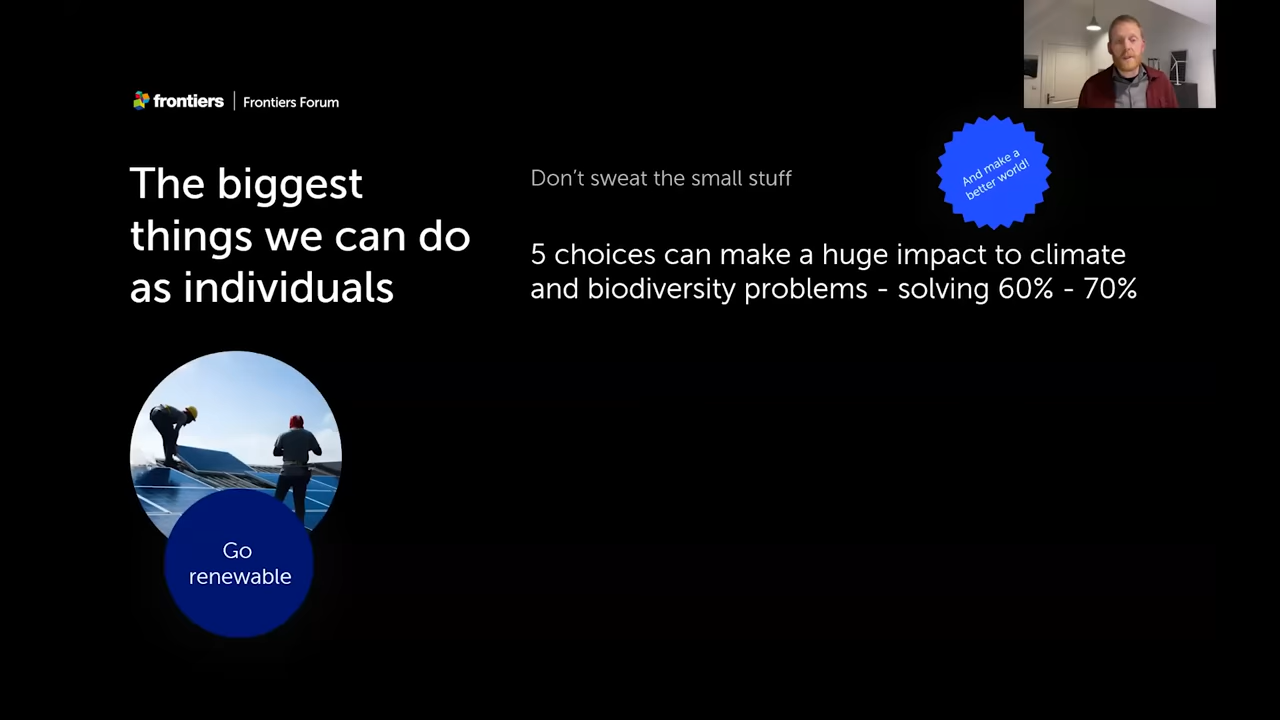 frontiers | Frontiers Forum
The biggest
things we can do
as individuals
Don’t sweat the small stuff
And make a
better world!
5 choices can make a huge impact to climate
and biodiversity problems - solving 60% - 70%
Go
renewable